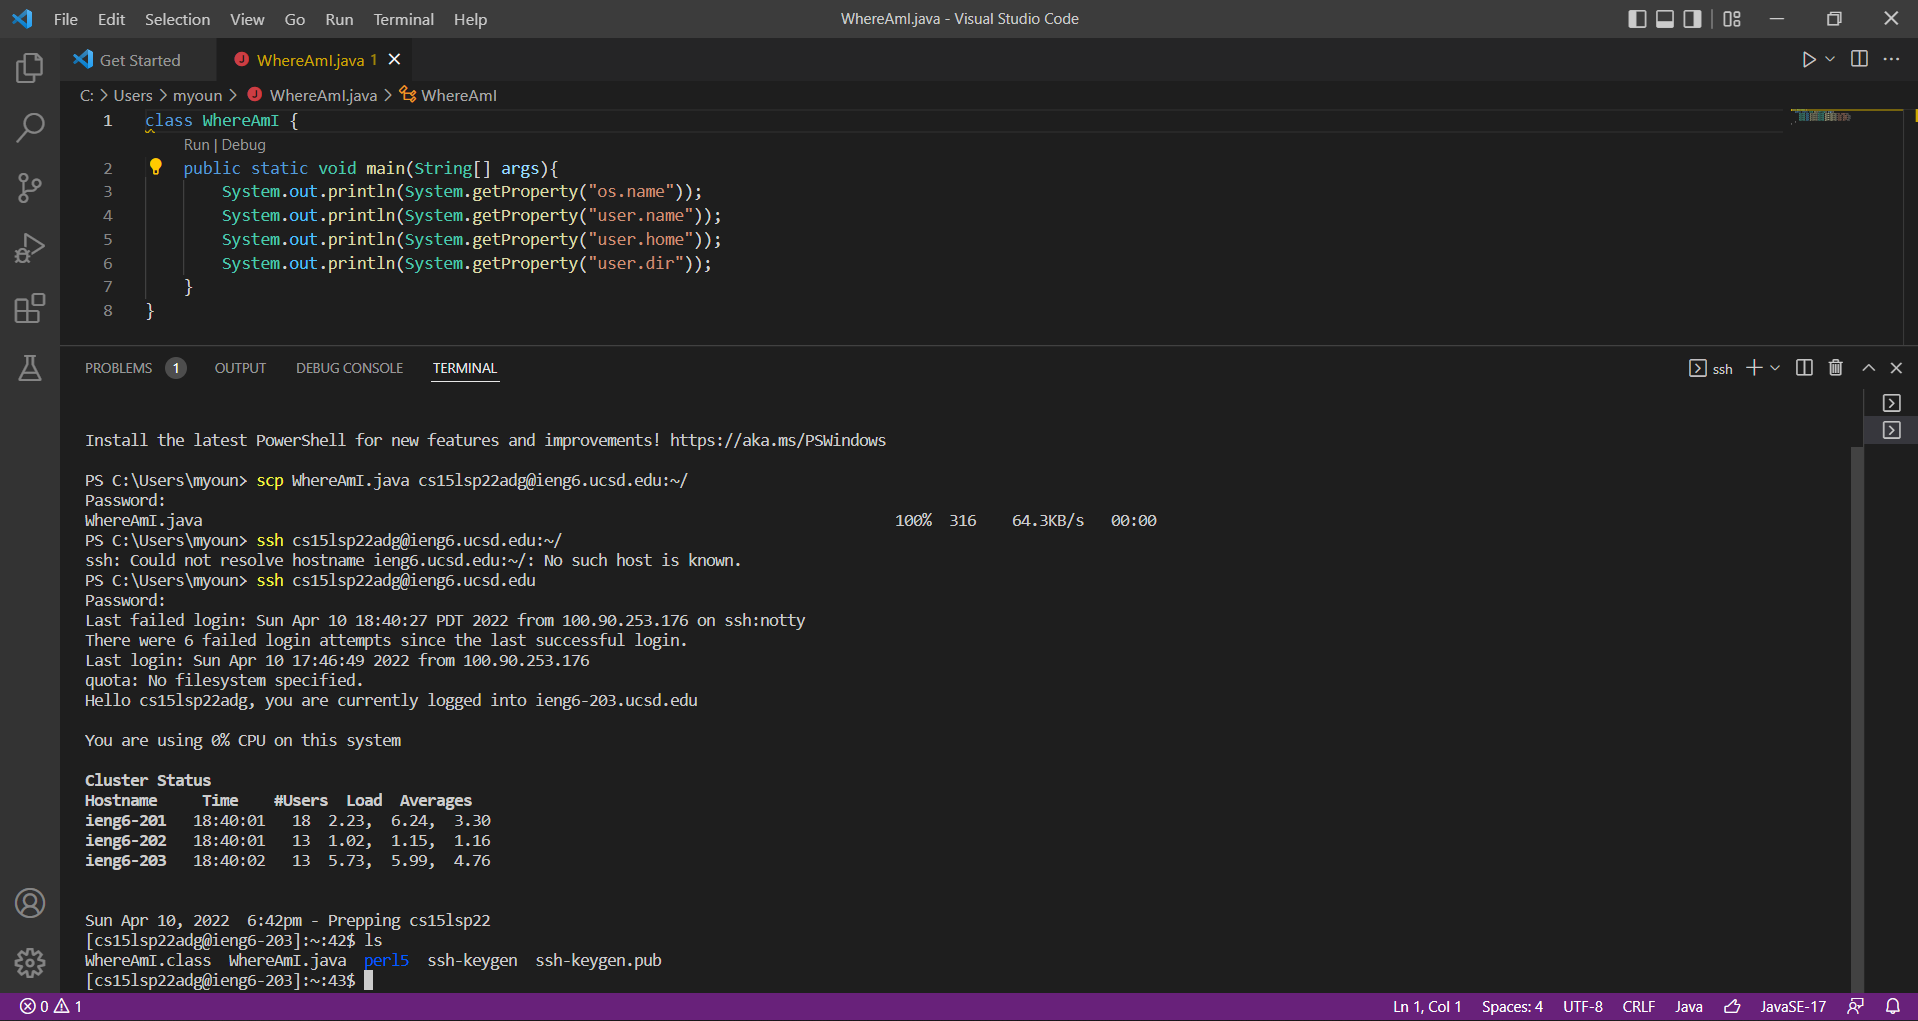 File Edit Selection View Go Run Terminal Help
WhereAmI.java - Visual Studio Code
Get Started
WhereAmI.java 1
C: > Users > myoun > WhereAmI.java > WhereAmI
1 class WhereAmI {
Run | Debug
2 public static void main(String[] args){
3 System.out.println(System.getProperty("os.name"));
4 System.out.println(System.getProperty("user.name"));
5 System.out.println(System.getProperty("user.home"));
6 System.out.println(System.getProperty("user.dir"));
7 }
8 }
PROBLEMS 1 OUTPUT DEBUG CONSOLE TERMINAL
ssh
Install the latest PowerShell for new features and improvements! https://aka.ms/PSWindows
PS C:\Users\myoun> scp WhereAmI.java cs15lsp22adg@ieng6.ucsd.edu:~/
Password:
WhereAmI.java 100% 316 64.3KB/s 00:00
PS C:\Users\myoun> ssh cs15lsp22adg@ieng6.ucsd.edu:~/
ssh: Could not resolve hostname ieng6.ucsd.edu:~/: No such host is known.
PS C:\Users\myoun> ssh cs15lsp22adg@ieng6.ucsd.edu
Password:
Last failed login: Sun Apr 10 18:40:27 PDT 2022 from 100.90.253.176 on ssh:notty
There were 6 failed login attempts since the last successful login.
Last login: Sun Apr 10 17:46:49 2022 from 100.90.253.176
quota: No filesystem specified.
Hello cs15lsp22adg, you are currently logged into ieng6-203.ucsd.edu
You are using 0% CPU on this system
Cluster Status
Hostname Time #Users Load Averages
ieng6-201 18:40:01 18 2.23, 6.24, 3.30
ieng6-202 18:40:01 13 1.02, 1.15, 1.16
ieng6-203 18:40:02 13 5.73, 5.99, 4.76
Sun Apr 10, 2022 6:42pm - Prepping cs15lsp22
[cs15lsp22adg@ieng6-203]:~:42$ ls
WhereAmI.class WhereAmI.java perl5 ssh-keygen ssh-keygen.pub
[cs15lsp22adg@ieng6-203]:~:43$
0 1
Ln 1, Col 1 Spaces: 4 UTF-8 CRLF Java JavaSE-17